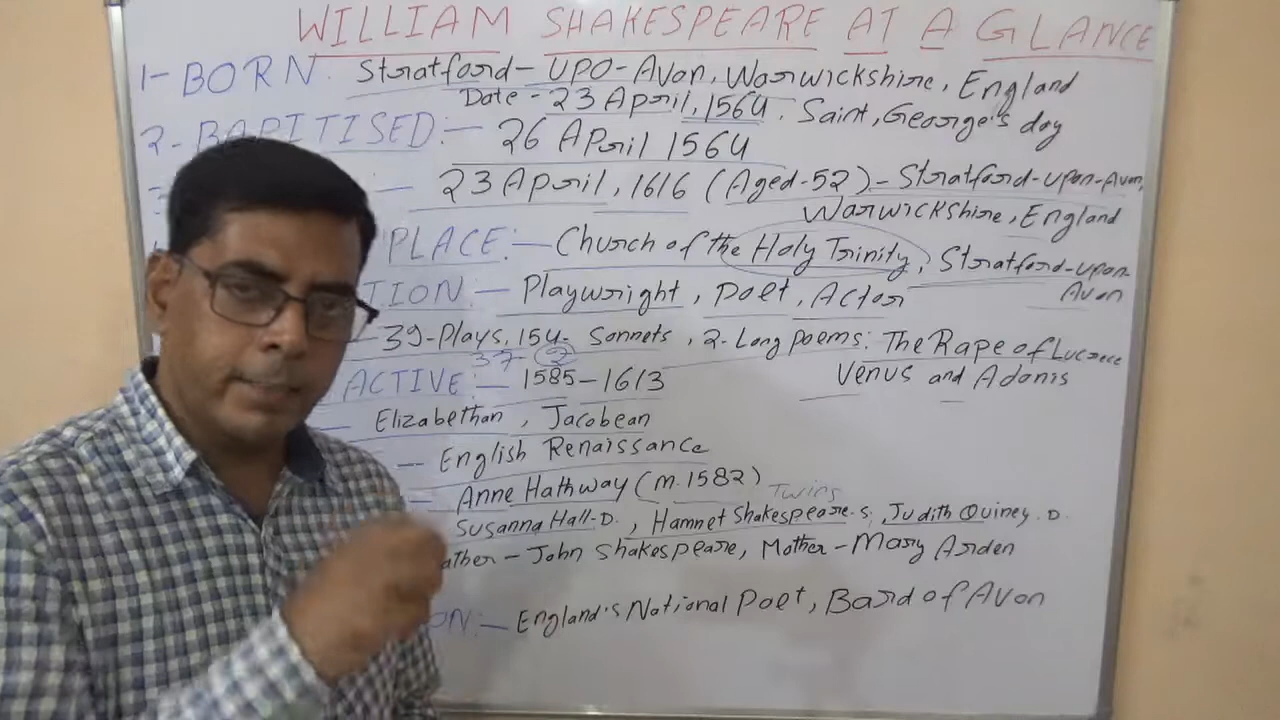 WILLIAM SHAKESPEARE AT A GLANCE
1- BORN. Stratford-UPO-Avon, Warwickshire, England
Date - 23 April, 1564. Saint, George's day
2- BAPITISED:- 26 April 1564
- 23 April, 1616 (Aged-52)- Stratford-upon-Avon,
Warwickshire, England
PLACE:- Church of the Holy Trinity, Stratford-upon-
Avon
TION:- Playwright, Poet, Actor
- 39-Plays, 154- Sonnets, 2-Long Poems: The Rape of Lucreece
37 2
Venus and Adonis
ACTIVE:- 1585-1613
- Elizabethan, Jacobean
- English Renaissance
- Anne Hathway (m.1582)
Twins
Susanna Hall-D., Hamnet Shakespeare-S, Judith Quiney. D.
ather - John Shakespeare, Mother - Mary Arden
ON:- England's National Poet, Bard of Avon